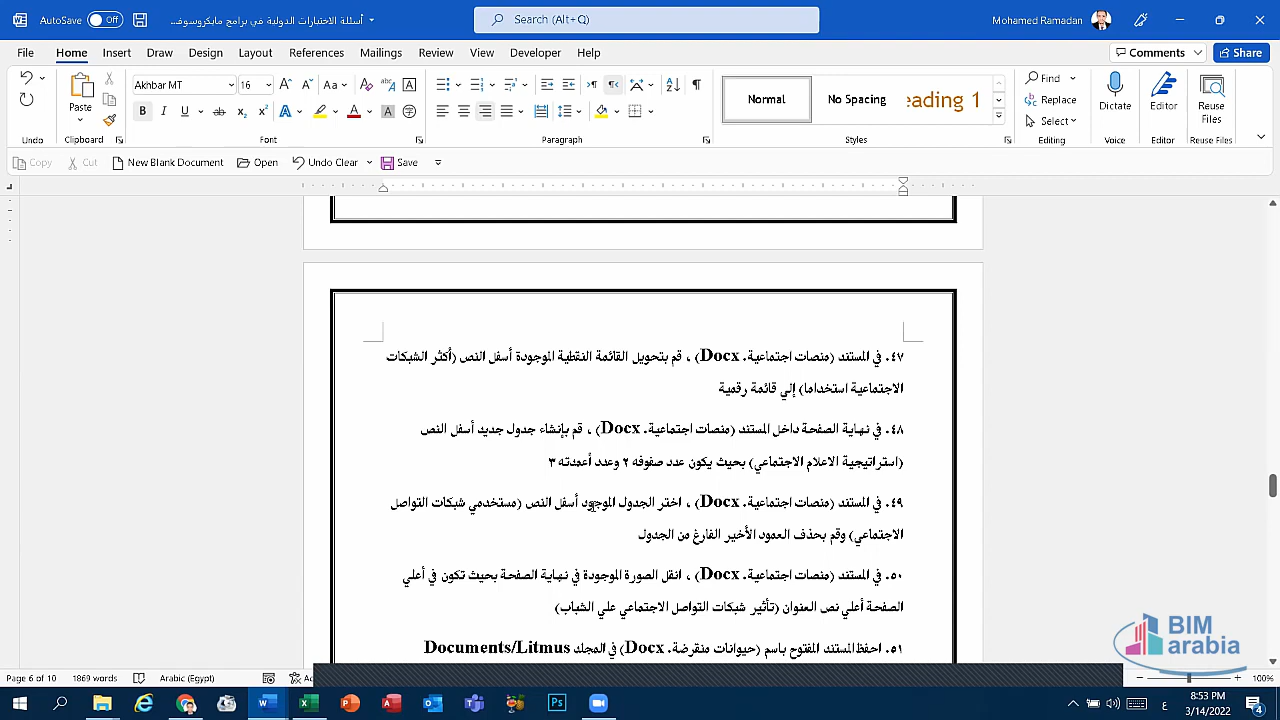 AutoSave Off أسئلة الاختبارات الدولية في برامج مايكروسوف... Search (Alt+Q) Mohamed Ramadan
File Home Insert Draw Design Layout References Mailings Review View Developer Help Comments Share
Akhbar MT 16 Normal No Spacing eading 1 Find
Paste Replace Dictate Editor Reuse Files
Select
Undo Clipboard Font Paragraph Styles Editing Voice Editor Reuse Files
Copy Cut New Blank Document Open Undo Clear Save
٤٧. في المستند (منصات اجتماعية. Docx) ، قم بتحويل القائمة النقطية الموجودة أسفل النص (أكثر الشبكات
الاجتماعية استخداما) إلي قائمة رقمية
٤٨. في نهاية الصفحة داخل المستند (منصات اجتماعية. Docx) ، قم بإنشاء جدول جديد أسفل النص
(استراتيجية الاعلام الاجتماعي) بحيث يكون عدد صفوفه ٢ وعدد أعمدته ٣
٤٩. في المستند (منصات اجتماعية. Docx) ، اختر الجدول الموجود أسفل النص (مستخدمي شبكات التواصل
الاجتماعي) وقم بحذف العمود الأخير الفارغ من الجدول
٥٠. في المستند (منصات اجتماعية. Docx) ، انقل الصورة الموجودة في نهاية الصفحة بحيث تكون في أعلي
الصفحة أعلي نص العنوان (تأثير شبكات التواصل الاجتماعي علي الشباب)
٥١. احفظ المستند المفتوح باسم (حيوانات منقرضة. Docx) في المجلد Documents/Litmus
BIM
arabia
Page 6 of 10 1869 words Arabic (Egypt) 100%
8:53 PM
3/14/2022